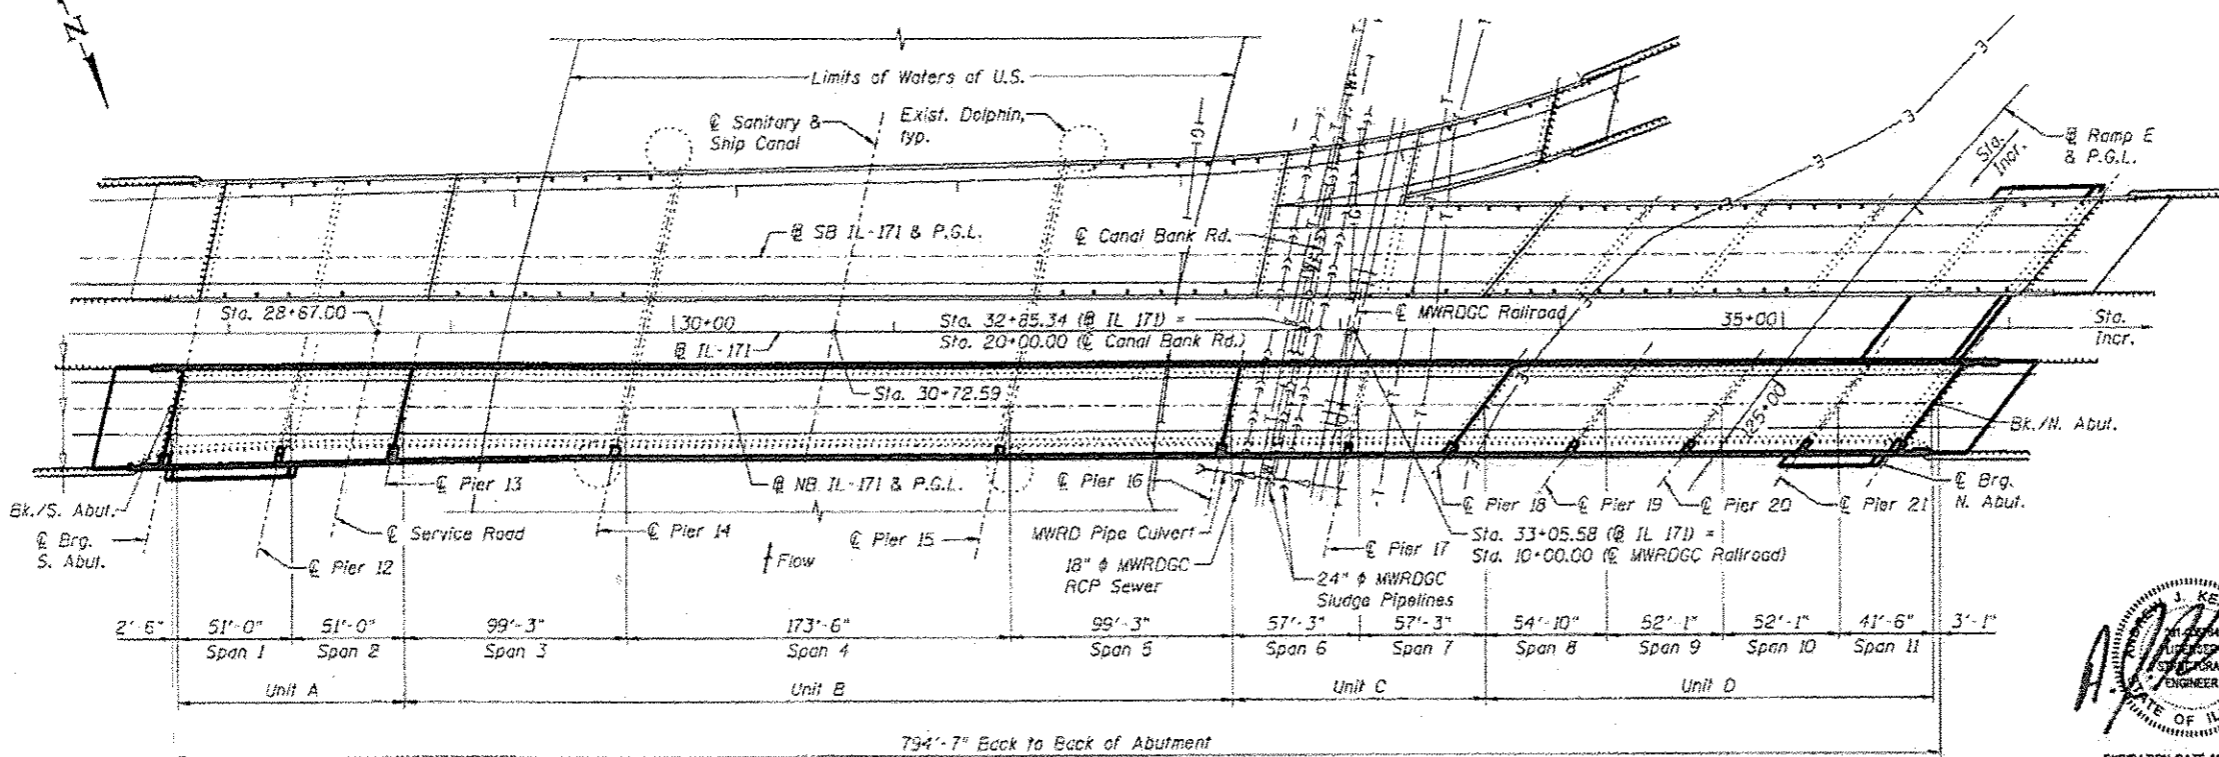 N
Limits of Waters of U.S.
℄ Sanitary &
Ship Canal
Exist. Dolphin,
typ.
Sta.
Incr.
⅊ Ramp E
& P.G.L.
⅊ SB IL-171 & P.G.L.
℄ Canal Bank Rd.
Sta. 28+67.00
30+00
⅊ IL-171
Sta. 32+85.34 (⅊ IL 171) =
Sta. 20+00.00 (℄ Canal Bank Rd.)
℄ MWRDGC Railroad
35+00
Sta.
Incr.
Sta. 30+72.59
125+00
Bk./N. Abut.
Bk./S. Abut.
℄ Brg.
S. Abut.
℄ Pier 12
℄ Pier 13
℄ Service Road
℄ Pier 14
⅊ NB IL-171 & P.G.L.
Flow
℄ Pier 15
℄ Pier 16
MWRD Pipe Culvert
18" ϕ MWRDGC
RCP Sewer
24" ϕ MWRDGC
Sludge Pipelines
℄ Pier 17
℄ Pier 18
℄ Pier 19
℄ Pier 20
℄ Pier 21
℄ Brg.
N. Abut.
Sta. 33+05.58 (⅊ IL 171) =
Sta. 10+00.00 (℄ MWRDGC Railroad)
2'-6" 51'-0" 51'-0" 99'-3" 173'-6" 99'-3" 57'-3" 57'-3" 54'-10" 52'-1" 52'-1" 41'-6" 3'-1"
Span 1 Span 2 Span 3 Span 4 Span 5 Span 6 Span 7 Span 8 Span 9 Span 10 Span 11
Unit A Unit B Unit C Unit D
794'-7" Back to Back of Abutment
J.
LICENSED
STRUCTURAL
ENGINEER
STATE OF